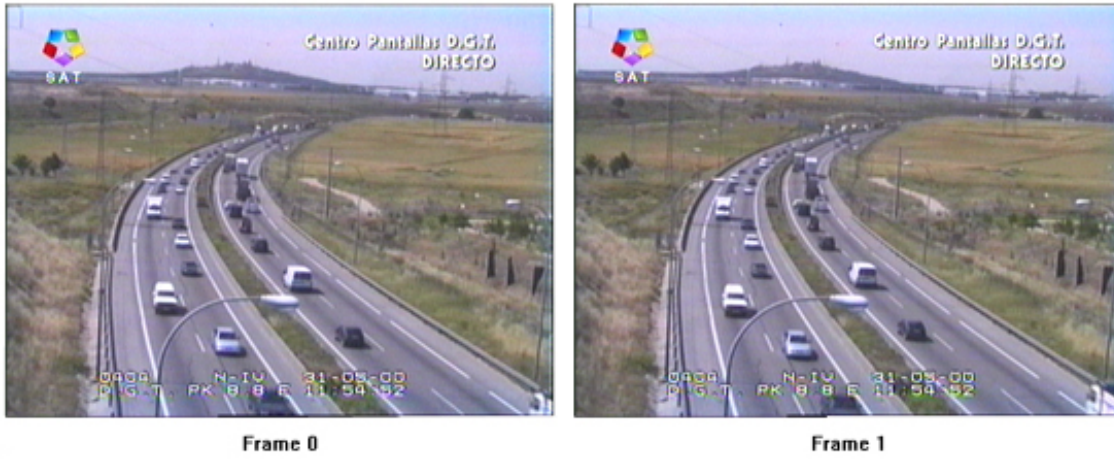 SAT
Centro Pantallas D.G.T.
DIRECTO
N-IV 31-05-00
D.G.T. PK 8.8 E 11:54:52
Frame 0
SAT
Centro Pantallas D.G.T.
DIRECTO
N-IV 31-05-00
D.G.T. PK 8.8 E 11:54:52
Frame 1